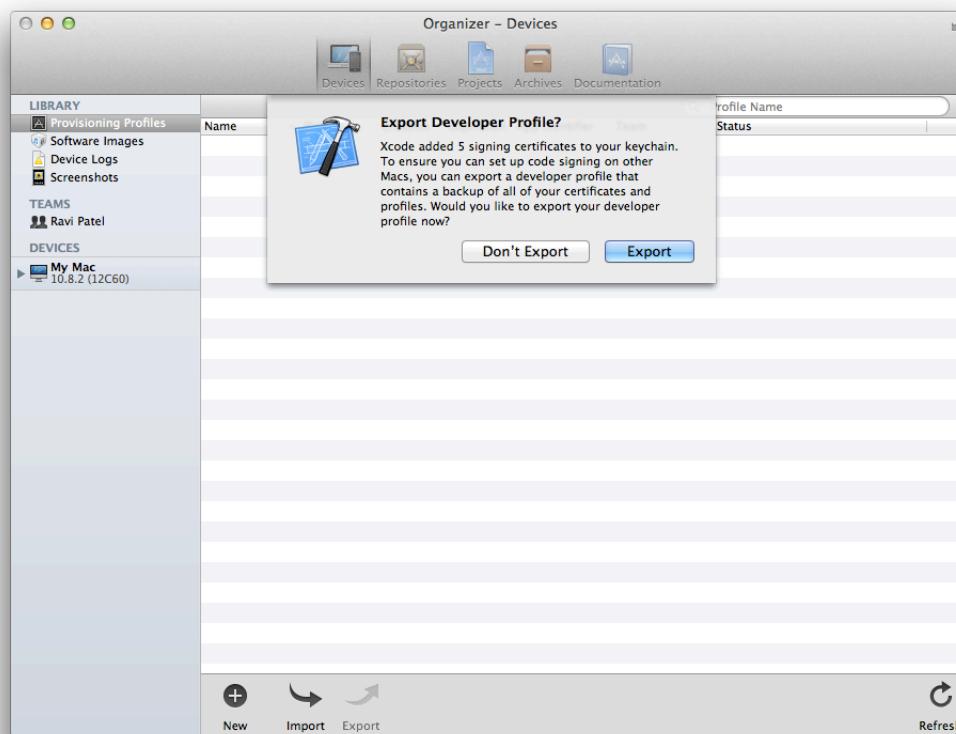 Organizer – Devices
Devices Repositories Projects Archives Documentation
LIBRARY
Provisioning Profiles
Software Images
Device Logs
Screenshots
TEAMS
Ravi Patel
DEVICES
My Mac
10.8.2 (12C60)
Profile Name
Name Status
Export Developer Profile?
Xcode added 5 signing certificates to your keychain.
To ensure you can set up code signing on other
Macs, you can export a developer profile that
contains a backup of all of your certificates and
profiles. Would you like to export your developer
profile now?
Don't Export Export
New Import Export Refres